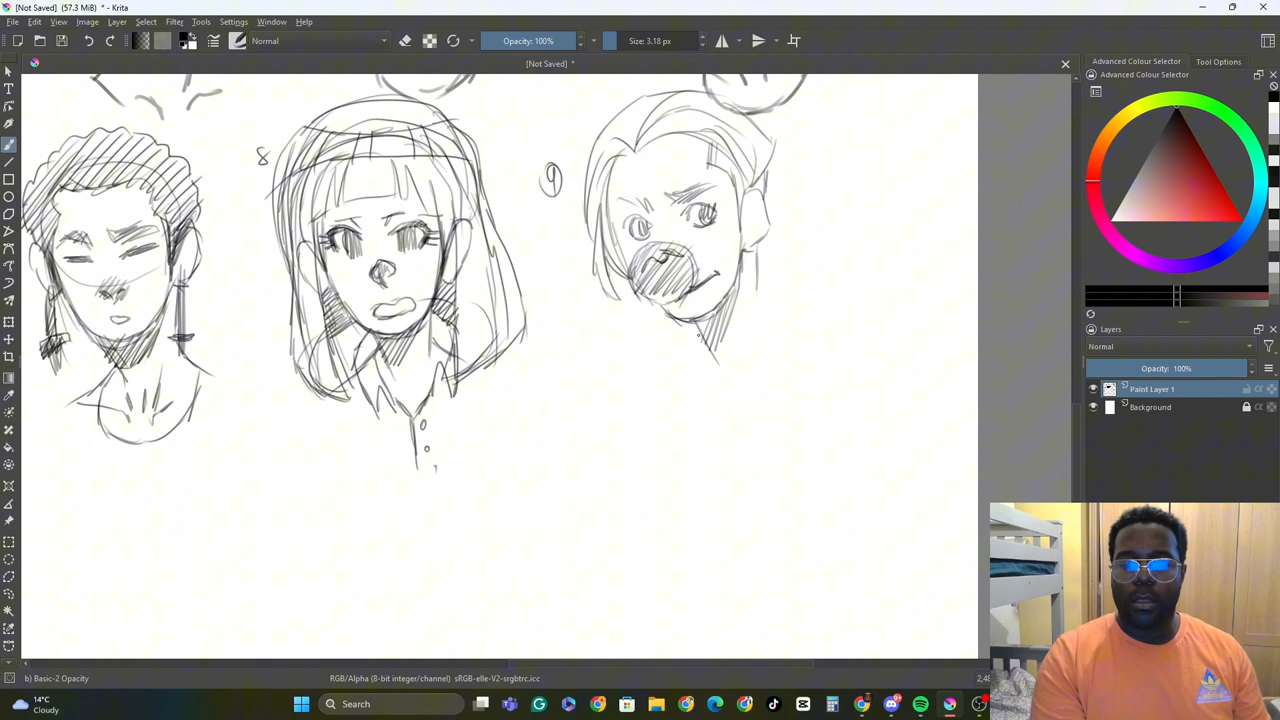 [Not Saved] (57.3 MiB) * - Krita
File Edit View Image Layer Select Filter Tools Settings Window Help
Normal
Opacity: 100%
Size: 3.18 px
[Not Saved] *
Advanced Colour Selector
Tool Options
Advanced Colour Selector
8
9
Layers
Normal
Opacity: 100%
Paint Layer 1
Background
b) Basic-2 Opacity
RGB/Alpha (8-bit integer/channel) sRGB-elle-V2-srgbtrc.icc
2,48
14°C
Cloudy
Search